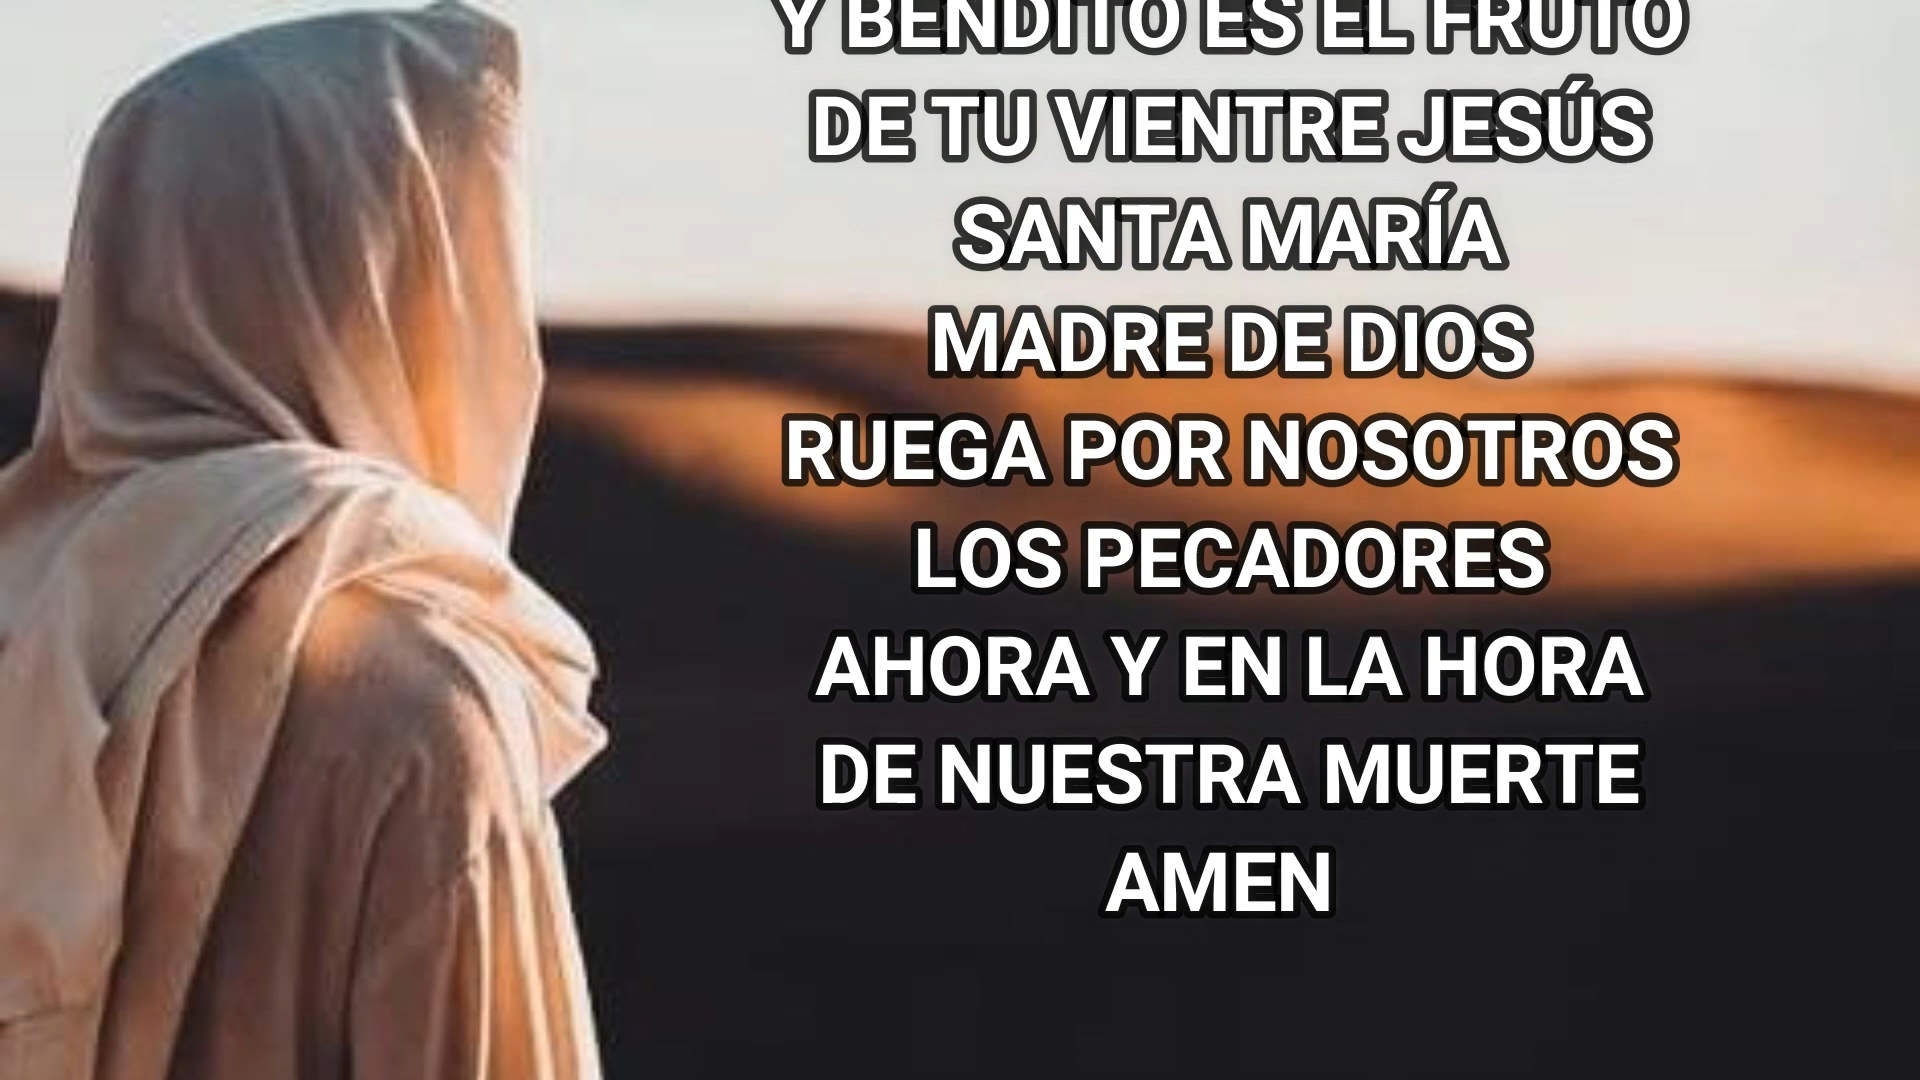 Y BENDITO ES EL FRUTO
DE TU VIENTRE JESÚS
SANTA MARÍA
MADRE DE DIOS
RUEGA POR NOSOTROS
LOS PECADORES
AHORA Y EN LA HORA
DE NUESTRA MUERTE
AMEN